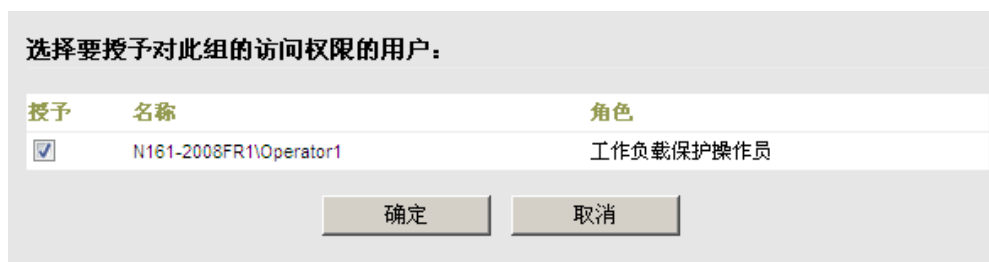 选择要授予对此组的访问权限的用户：
授予 名称 角色
N161-2008FR1\Operator1 工作负载保护操作员
确定 取消